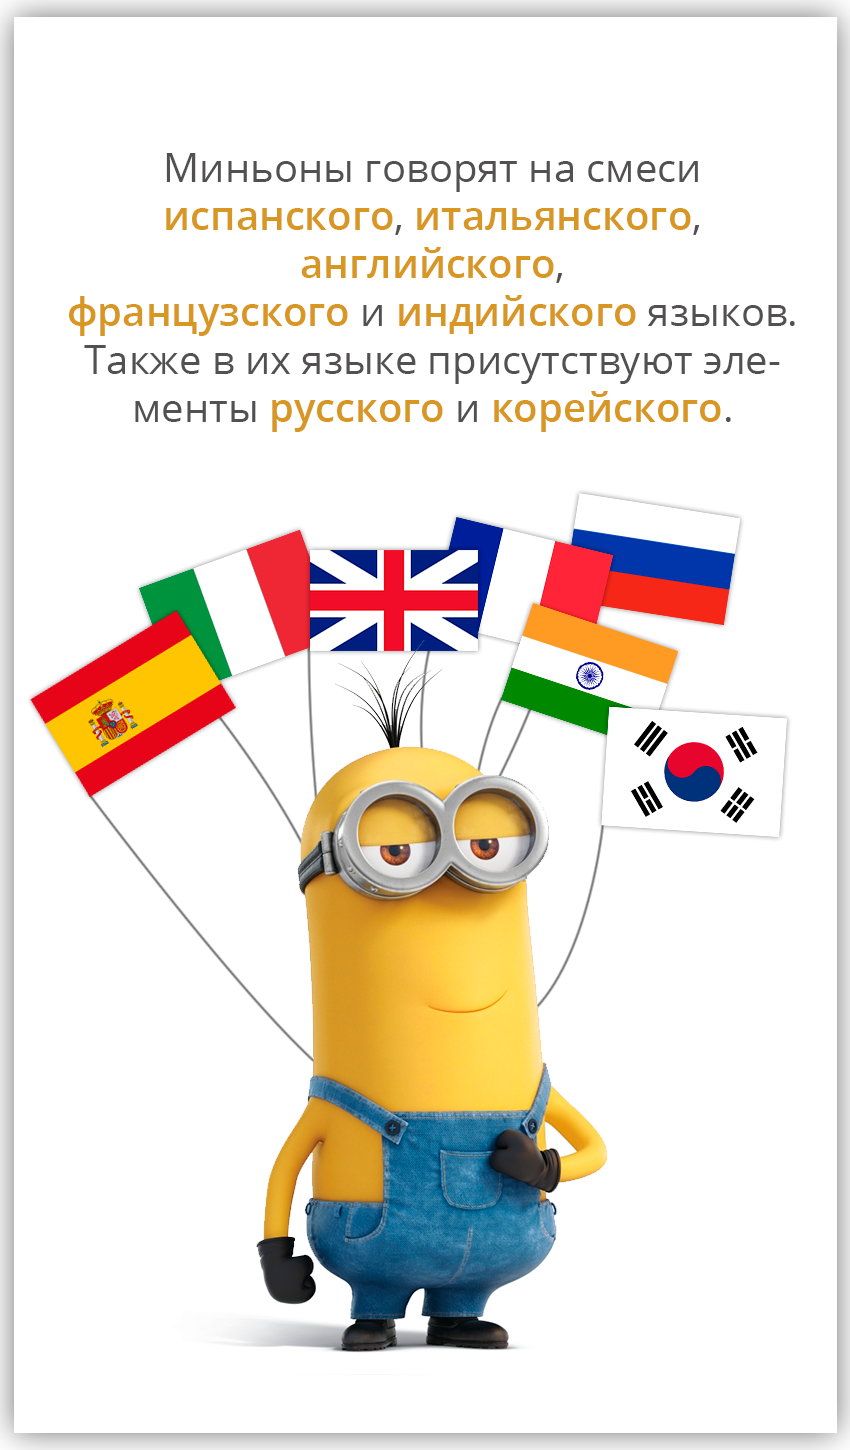 Миньоны говорят на смеси
испанского, итальянского,
английского,
французского и индийского языков.
Также в их языке присутствуют эле-
менты русского и корейского.